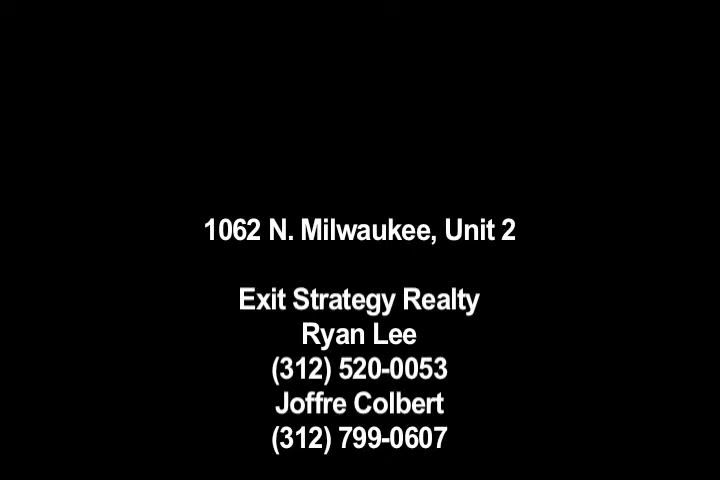 1062 N. Milwaukee, Unit 2
Exit Strategy Realty
Ryan Lee
(312) 520-0053
Joffre Colbert
(312) 799-0607